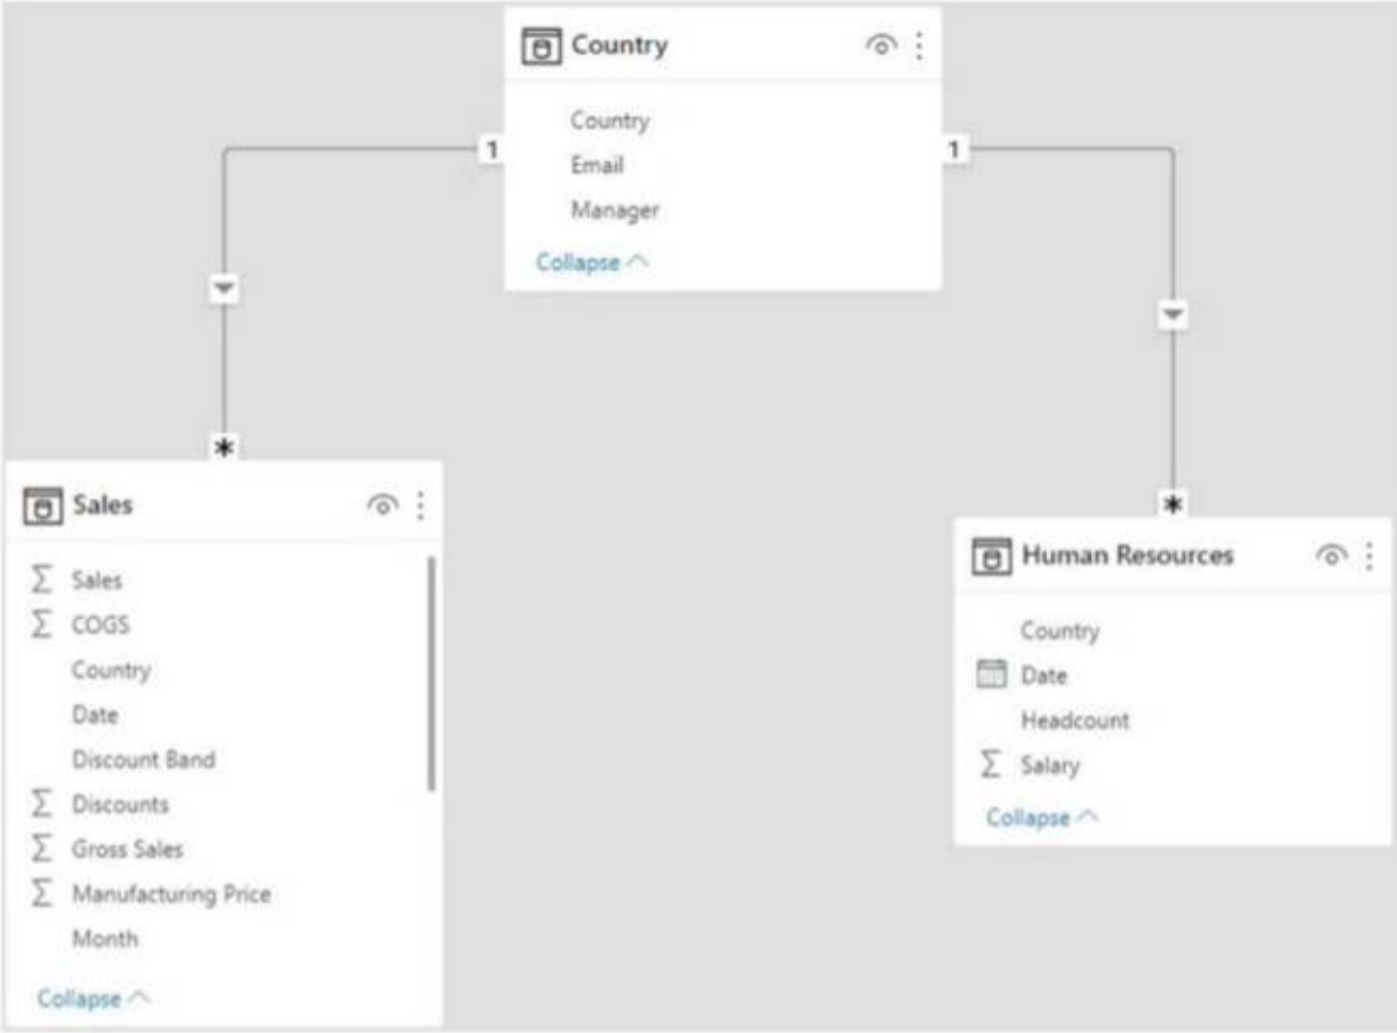 Country
Country
Email
Manager
Collapse
1
1
*
*
Sales
Sales
COGS
Country
Date
Discount Band
Discounts
Gross Sales
Manufacturing Price
Month
Collapse
Human Resources
Country
Date
Headcount
Salary
Collapse